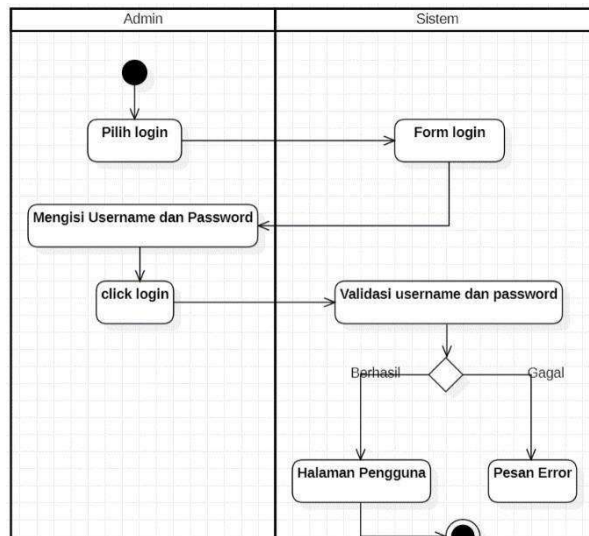 Admin
Sistem
Pilih login
Form login
Mengisi Username dan Password
click login
Validasi username dan password
Berhasil
Gagal
Halaman Pengguna
Pesan Error